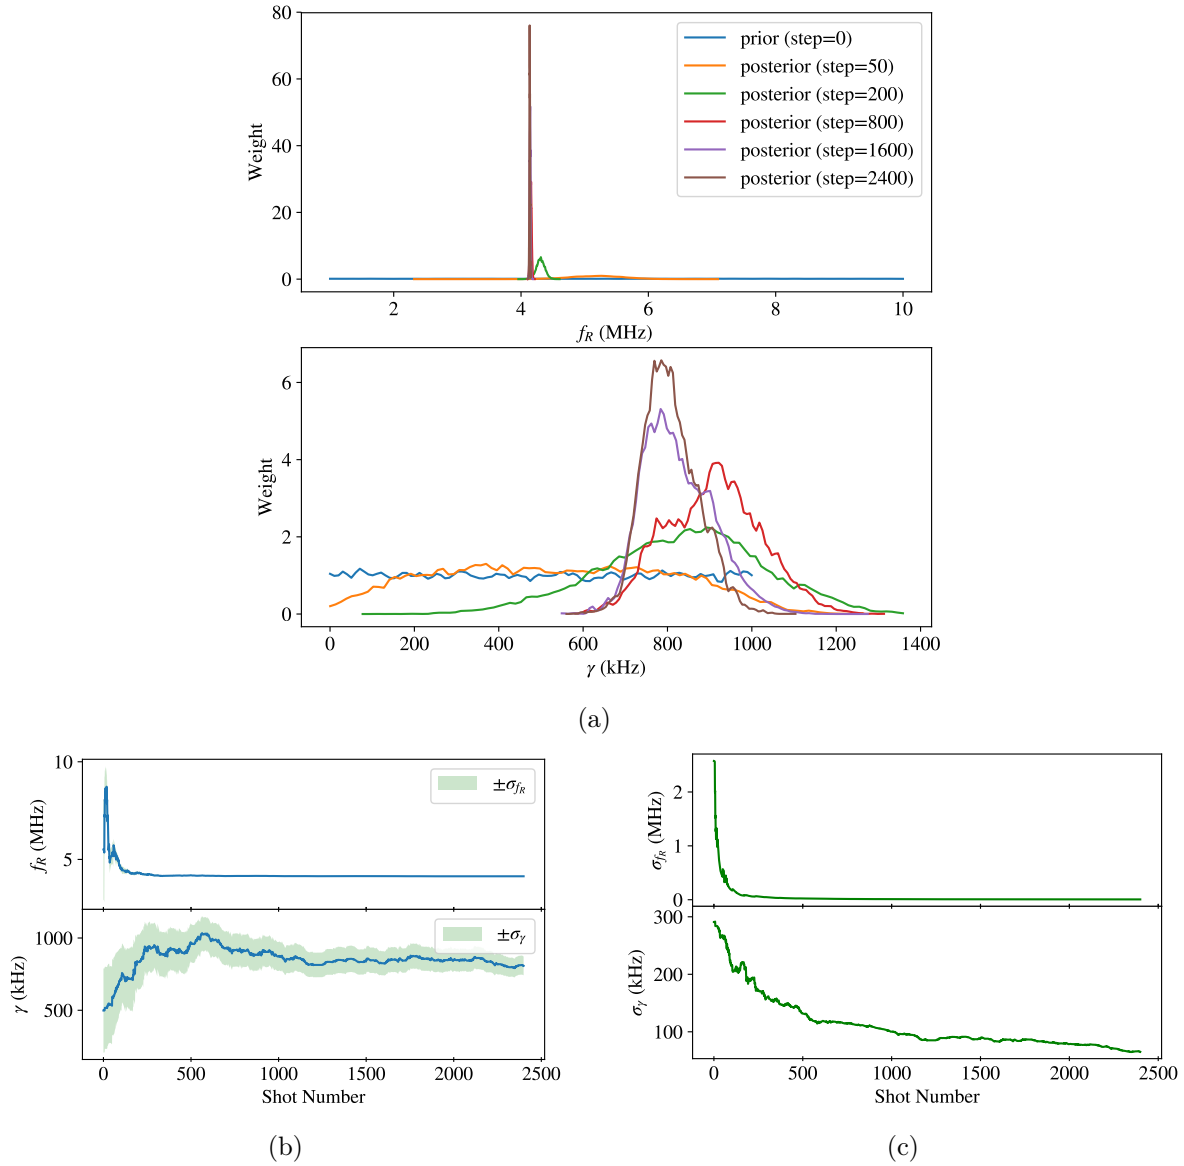 80
60
40
20
0
Weight
prior (step=0)
posterior (step=50)
posterior (step=200)
posterior (step=800)
posterior (step=1600)
posterior (step=2400)
2 4 6 8 10
f_R (MHz)
6
4
2
0
Weight
0 200 400 600 800 1000 1200 1400
γ (kHz)
(a)
10
5
f_R (MHz)
±σ_{f_R}
1000
500
γ (kHz)
±σ_γ
0 500 1000 1500 2000 2500
Shot Number
(b)
2
1
0
σ_{f_R} (MHz)
300
200
100
σ_γ (kHz)
0 500 1000 1500 2000 2500
Shot Number
(c)